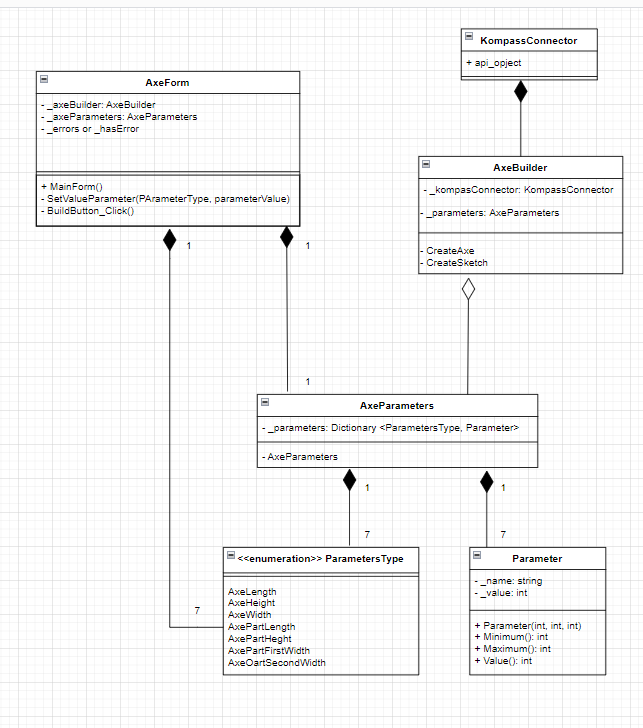 KompassConnector
+ api_opject
AxeForm
- _axeBuilder: AxeBuilder
- _axeParameters: AxeParameters
- _errors or _hasError
+ MainForm()
- SetValueParameter(PArameterType, parameterValue)
- BuildButton_Click()
AxeBuilder
- _kompasConnector: KompassConnector
- _parameters: AxeParameters
- CreateAxe
- CreateSketch
1
1
1
AxeParameters
- _parameters: Dictionary <ParametersType, Parameter>
- AxeParameters
1
1
7
7
<<enumeration>> ParametersType
AxeLength
AxeHeight
AxeWidth
AxePartLength
AxePartHeght
AxePartFirstWidth
AxeOartSecondWidth
7
Parameter
- _name: string
- _value: int
+ Parameter(int, int, int)
+ Minimum(): int
+ Maximum(): int
+ Value(): int